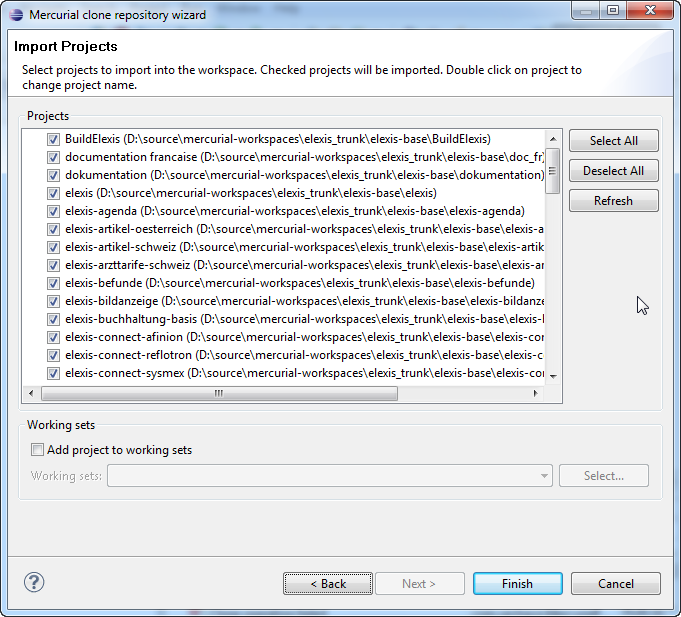 Mercurial clone repository wizard
Import Projects
Select projects to import into the workspace. Checked projects will be imported. Double click on project to
change project name.
Projects
BuildElexis (D:\source\mercurial-workspaces\elexis_trunk\elexis-base\BuildElexis)
documentation francaise (D:\source\mercurial-workspaces\elexis_trunk\elexis-base\doc_fr)
dokumentation (D:\source\mercurial-workspaces\elexis_trunk\elexis-base\dokumentation)
elexis (D:\source\mercurial-workspaces\elexis_trunk\elexis-base\elexis)
elexis-agenda (D:\source\mercurial-workspaces\elexis_trunk\elexis-base\elexis-agenda)
elexis-artikel-oesterreich (D:\source\mercurial-workspaces\elexis_trunk\elexis-base\elexis-a
elexis-artikel-schweiz (D:\source\mercurial-workspaces\elexis_trunk\elexis-base\elexis-artik
elexis-arzttarife-schweiz (D:\source\mercurial-workspaces\elexis_trunk\elexis-base\elexis-ar
elexis-befunde (D:\source\mercurial-workspaces\elexis_trunk\elexis-base\elexis-befunde)
elexis-bildanzeige (D:\source\mercurial-workspaces\elexis_trunk\elexis-base\elexis-bildanze
elexis-buchhaltung-basis (D:\source\mercurial-workspaces\elexis_trunk\elexis-base\elexis-b
elexis-connect-afinion (D:\source\mercurial-workspaces\elexis_trunk\elexis-base\elexis-con
elexis-connect-reflotron (D:\source\mercurial-workspaces\elexis_trunk\elexis-base\elexis-c
elexis-connect-sysmex (D:\source\mercurial-workspaces\elexis_trunk\elexis-base\elexis-con
Select All
Deselect All
Refresh
Working sets
Add project to working sets
Working sets:
Select...
< Back
Next >
Finish
Cancel